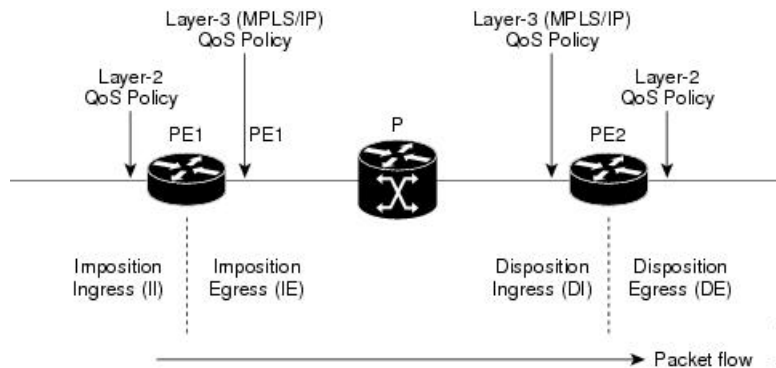 Layer-3 (MPLS/IP)
QoS Policy
Layer-3 (MPLS/IP)
QoS Policy
Layer-2
QoS Policy
Layer-2
QoS Policy
PE1
PE1
P
PE2
Imposition
Ingress (II)
Imposition
Egress (IE)
Disposition
Ingress (DI)
Disposition
Egress (DE)
Packet flow